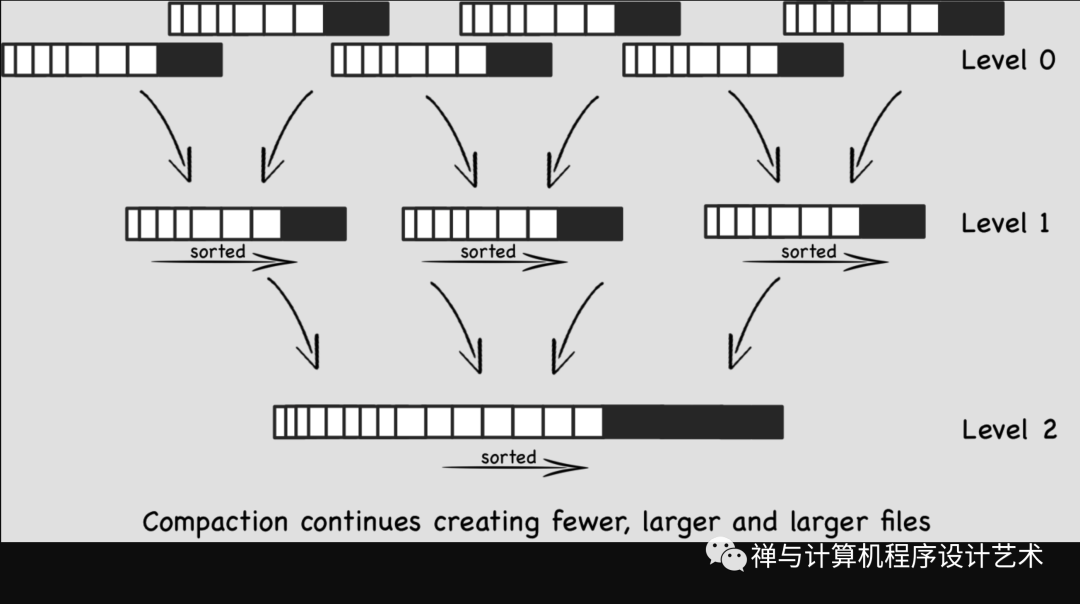 Level 0
Level 1
sorted
sorted
sorted
Level 2
sorted
Compaction continues creating fewer, larger and larger files
禅与计算机程序设计艺术